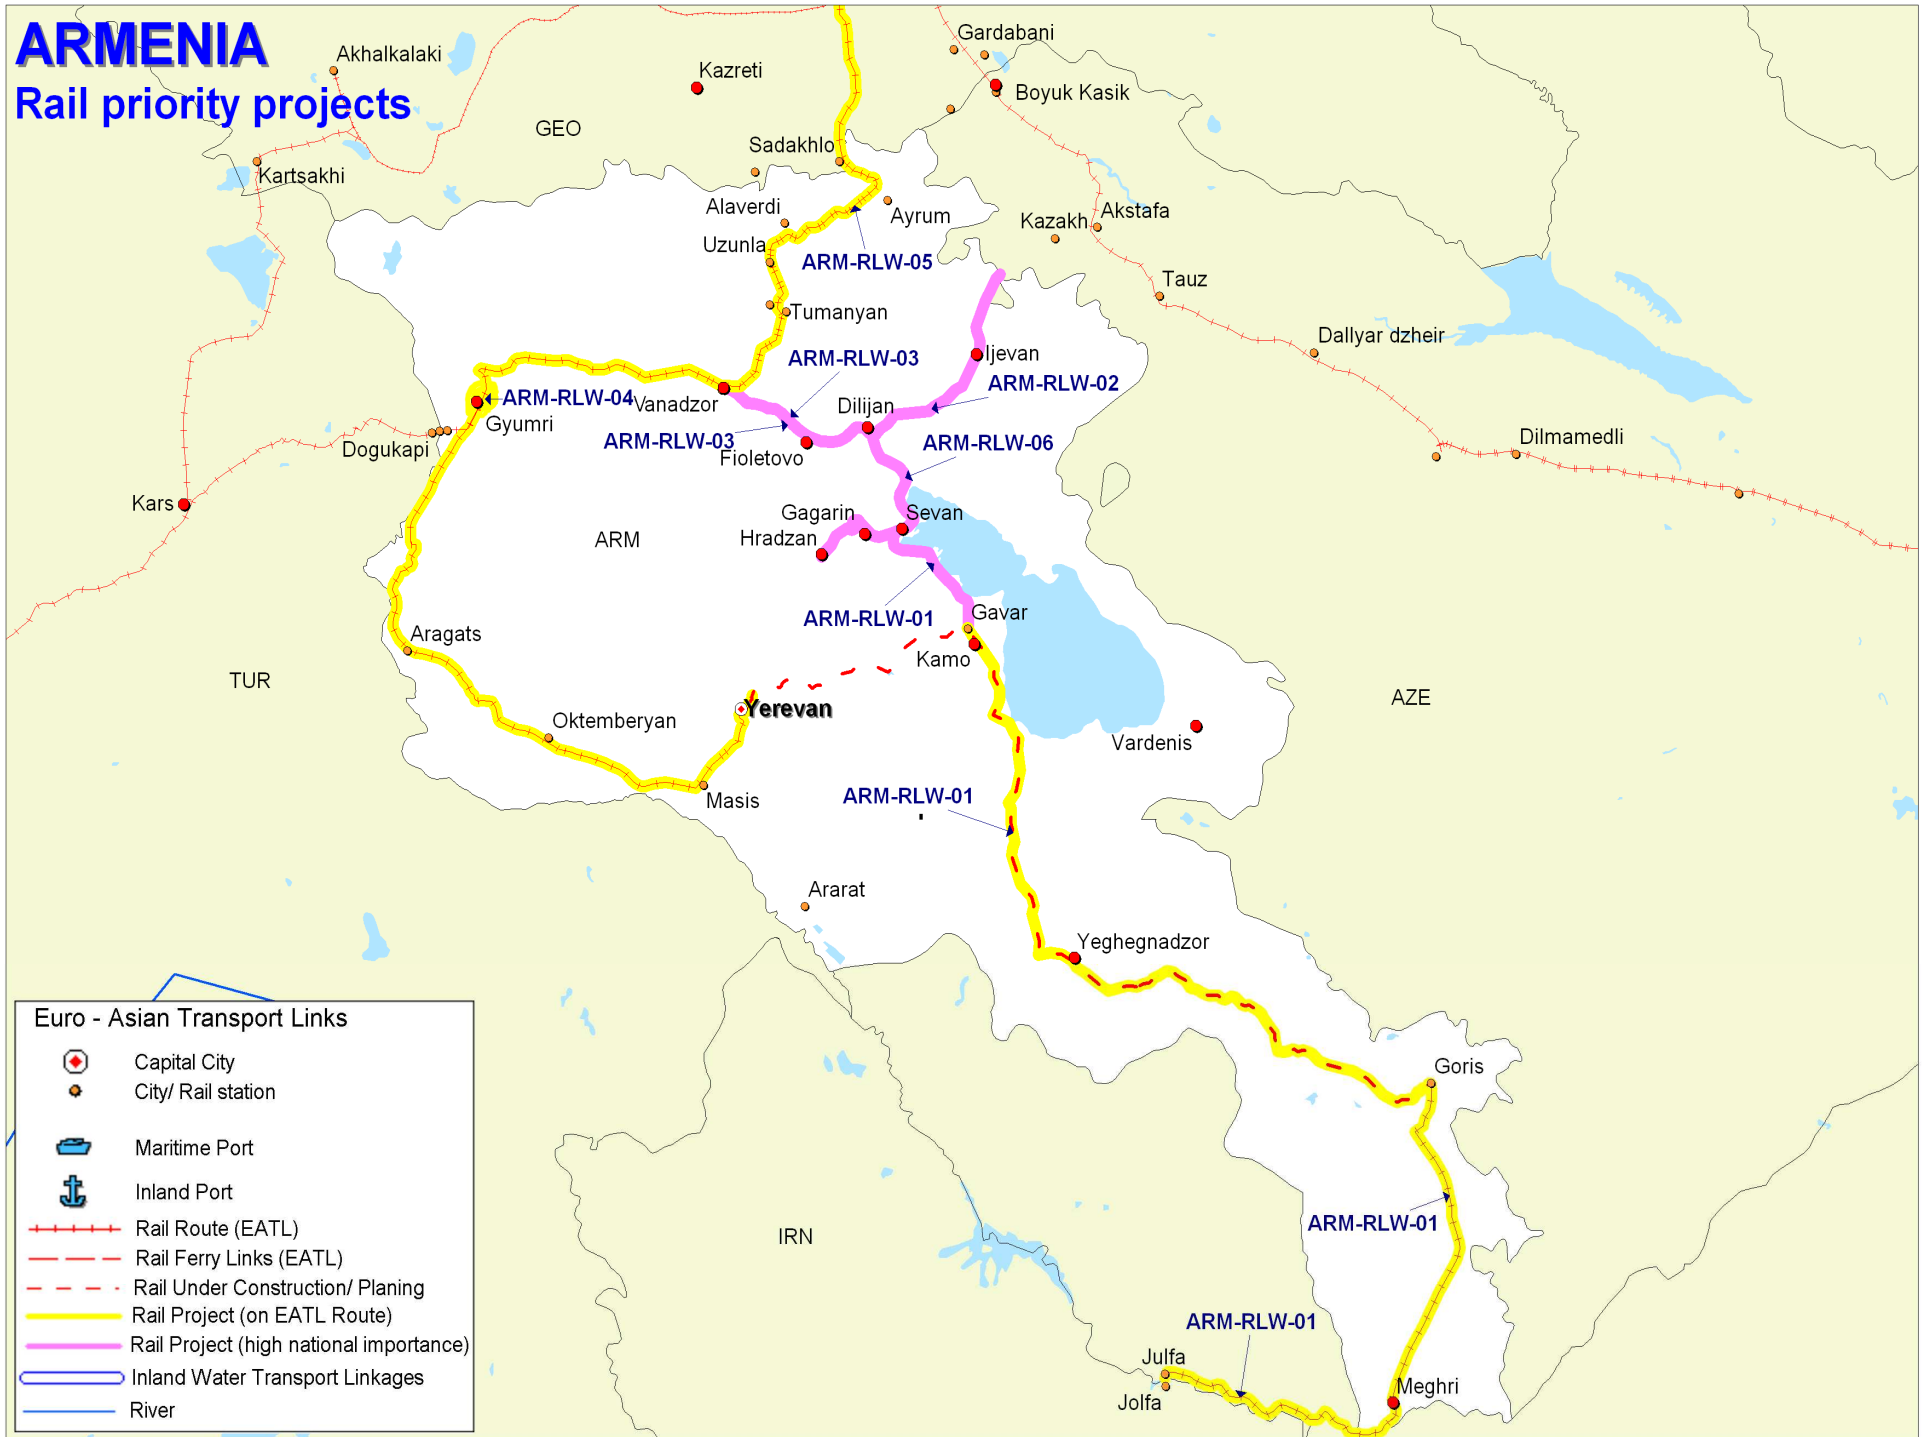 ARMENIA
Rail priority projects
Akhalkalaki
Kazreti
Gardabani
Boyuk Kasik
GEO
Sadakhlo
Kartsakhi
Alaverdi
Ayrum
Kazakh
Akstafa
Uzunla
ARM-RLW-05
Tauz
Tumanyan
Dallyar dzheir
ARM-RLW-03
Ijevan
ARM-RLW-02
ARM-RLW-04
Vanadzor
Dilijan
Gyumri
ARM-RLW-03
ARM-RLW-06
Dogukapi
Fioletovo
Dilmamedli
Kars
Gagarin
Sevan
Hradzan
ARM
ARM-RLW-01
Gavar
Aragats
Kamo
TUR
AZE
Yerevan
Oktemberyan
Vardenis
Masis
ARM-RLW-01
Ararat
Yeghegnadzor
Goris
ARM-RLW-01
IRN
ARM-RLW-01
Julfa
Jolfa
Meghri
Euro - Asian Transport Links
Capital City
City/ Rail station
Maritime Port
Inland Port
Rail Route (EATL)
Rail Ferry Links (EATL)
Rail Under Construction/ Planing
Rail Project (on EATL Route)
Rail Project (high national importance)
Inland Water Transport Linkages
River